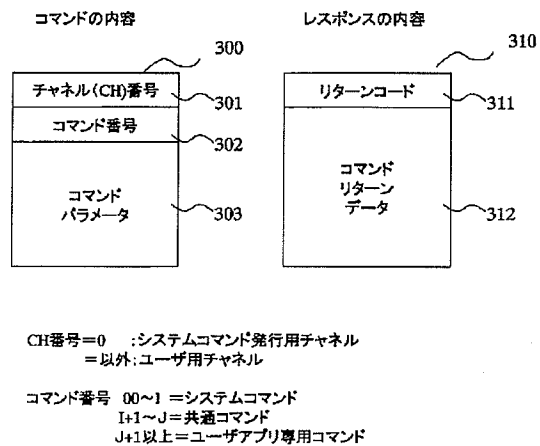 コマンドの内容
レスポンスの内容
300
310
チャネル(CH)番号
301
リターンコード
311
コマンド番号
302
コマンド
パラメータ
303
コマンド
リターン
データ
312
CH番号=0 :システムコマンド発行用チャネル
=以外:ユーザ用チャネル
コマンド番号 00~1 =システムコマンド
I+1~J=共通コマンド
J+1以上=ユーザアプリ専用コマンド